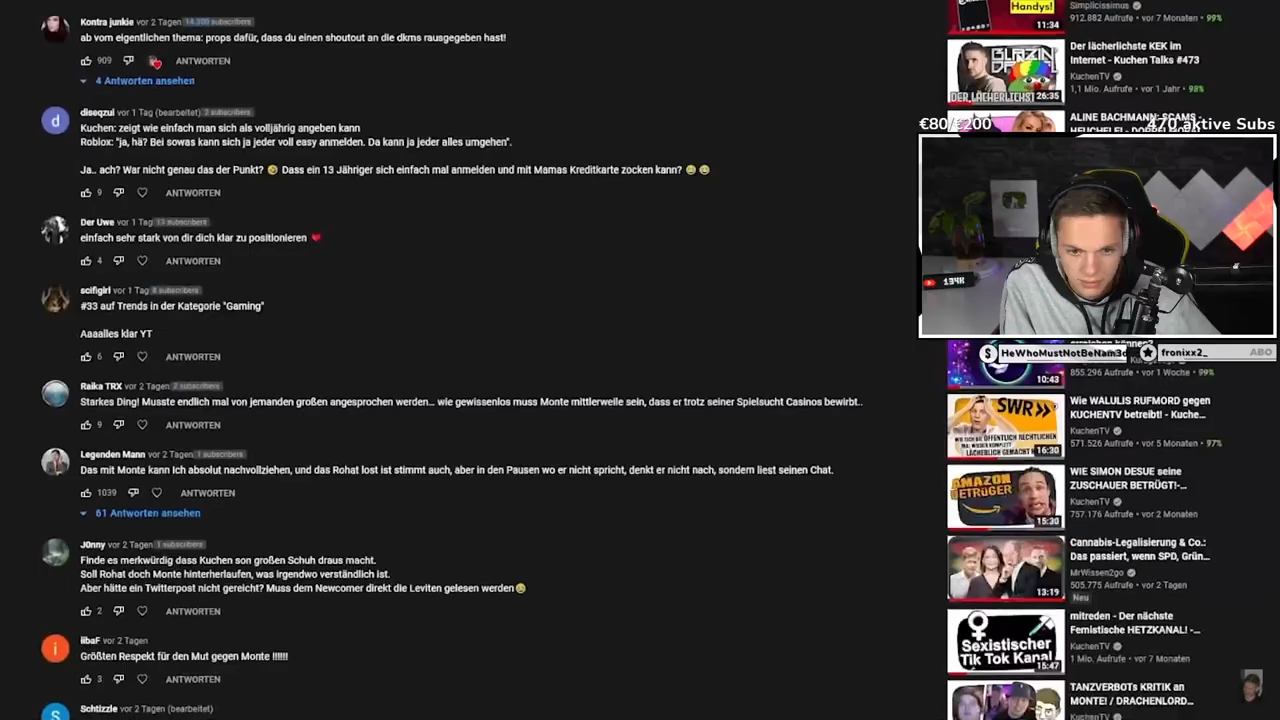 Kontra junkie vor 2 Tagen 14.300 subscribers
ab vom eigentlichen thema: props dafür, dass du einen der werbeslots an die dkms rausgegeben hast!
909 ANTWORTEN
4 Antworten ansehen
diseqzui vor 1 Tag (bearbeitet) 2 subscribers
Kuchen: zeigt wie einfach man sich als volljährig angeben kann
Roblox: "ja, hä? Bei sowas kann sich ja jeder voll easy anmelden. Da kann ja jeder alles umgehen".
Ja.. ach? War nicht genau das der Punkt? Dass ein 13 Jähriger sich einfach mal anmelden und mit Mamas Kreditkarte zocken kann?
9 ANTWORTEN
Der Uwe vor 1 Tag 13 subscribers
einfach sehr stark von dir dich klar zu positionieren
4 ANTWORTEN
scifigirl vor 1 Tag 8 subscribers
#33 auf Trends in der Kategorie "Gaming"
Aaaalles klar YT
6 ANTWORTEN
Raika TRX vor 2 Tagen 2 subscribers
Starkes Ding! Musste endlich mal von jemanden großen angesprochen werden... wie gewissenlos muss Monte mittlerweile sein, dass er trotz seiner Spielsucht Casinos bewirbt..
7 ANTWORTEN
Legenden Mann vor 2 Tagen 1 subscribers
Das mit Monte kann Ich absolut nachvollziehen, und das Rohat lost ist stimmt auch, aber in den Pausen wo er nicht spricht, denkt er nicht nach, sondern liest seinen Chat.
1039 ANTWORTEN
61 Antworten ansehen
J0nny vor 2 Tagen 1 subscribers
Finde es merkwürdig dass Kuchen son großen Schuh draus macht.
Soll Rohat doch Monte hinterherlaufen, was irgendwo verständlich ist.
Aber hätte ein Twitterpost nicht gereicht? Muss dem Newcomer direkt die Leviten gelesen werden
2 ANTWORTEN
iibaF vor 2 Tagen
Größten Respekt für den Mut gegen Monte !!!!!!
3 ANTWORTEN
Schtizzle vor 2 Tagen (bearbeitet)
Handys!
11:34
Simplicissimus
912.882 Aufrufe • vor 7 Monaten • 99%
BLAZIN
DER LÄCHERLICHST
26:35
Der lächerlichste KEK im
Internet - Kuchen Talks #473
KuchenTV
1,1 Mio. Aufrufe • vor 1 Jahr • 98%
ALINE BACHMANN: SCAMS -
€80/€200
270 aktive Subs
134K
HeWhoMustNotBeNam3d
fronixx2_ ABO
10:43
855.296 Aufrufe • vor 1 Woche • 99%
SWR
16:30
Wie WALULIS RUFMORD gegen
KUCHENTV betreibt! - Kuche...
KuchenTV
571.526 Aufrufe • vor 5 Monaten • 97%
AMAZON
BETRÜGER
15:30
WIE SIMON DESUE seine
ZUSCHAUER BETRÜGT!-...
KuchenTV
757.176 Aufrufe • vor 2 Monaten
13:19
Cannabis-Legalisierung & Co.:
Das passiert, wenn SPD, Grün...
MrWissen2go
505.775 Aufrufe • vor 2 Tagen
Neu
Sexistischer
Tik Tok Kanal
15:47
mitreden - Der nächste
Femistische HETZKANAL! -...
KuchenTV
1 Mio. Aufrufe • vor 7 Monaten
TANZVERBOTs KRITIK an
MONTE! / DRACHENLORD...
KuchenTV